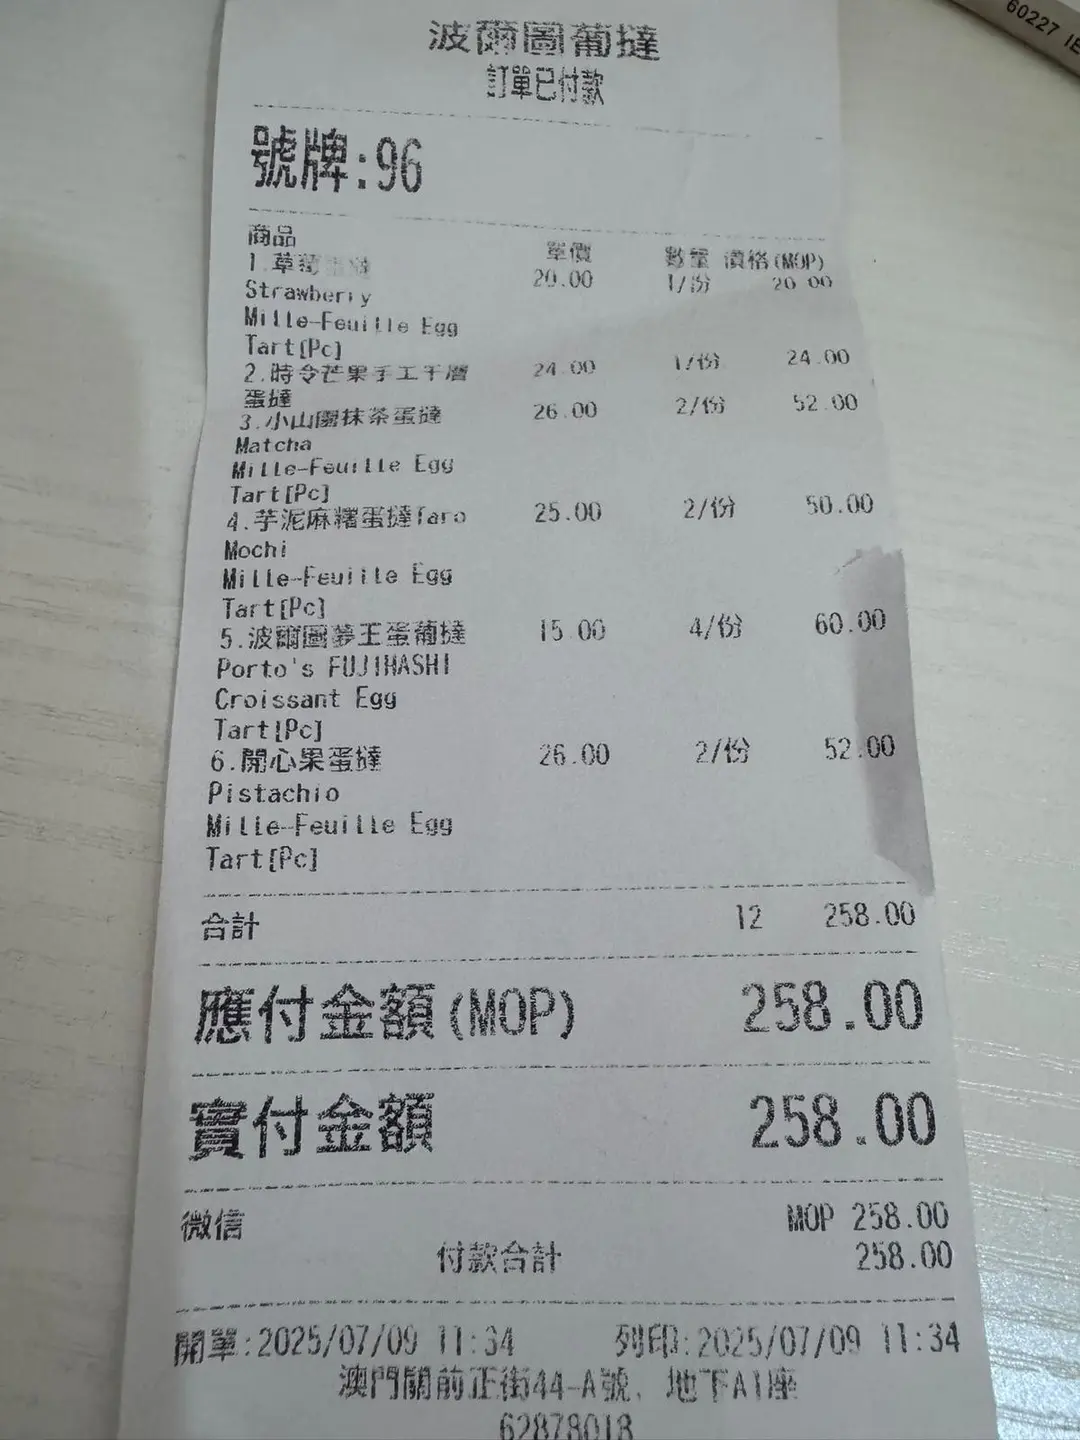 60227 IE
波爾圖葡撻
訂單已付款
號牌:96
商品 單價 數量 價格(MOP)
1.草莓蛋撻 20.00 1/份 20.00
Strawberry
Mille-Feuille Egg
Tart[Pc]
2.時令芒果手工千層 24.00 1/份 24.00
蛋撻
3.小山園抹茶蛋撻 26.00 2/份 52.00
Matcha
Mille-Feuille Egg
Tart[Pc]
4.芋泥麻糬蛋撻Taro 25.00 2/份 50.00
Mochi
Mille-Feuille Egg
Tart[Pc]
5.波爾圖夢王蛋葡撻 15.00 4/份 60.00
Porto's FUJIHASHI
Croissant Egg
Tart[Pc]
6.開心果蛋撻 26.00 2/份 52.00
Pistachio
Mille-Feuille Egg
Tart[Pc]
合計 12 258.00
應付金額(MOP) 258.00
實付金額 258.00
微信 MOP 258.00
付款合計 258.00
開單:2025/07/09 11:34 列印:2025/07/09 11:34
澳門關前正街44-A號, 地下A1座
62878018